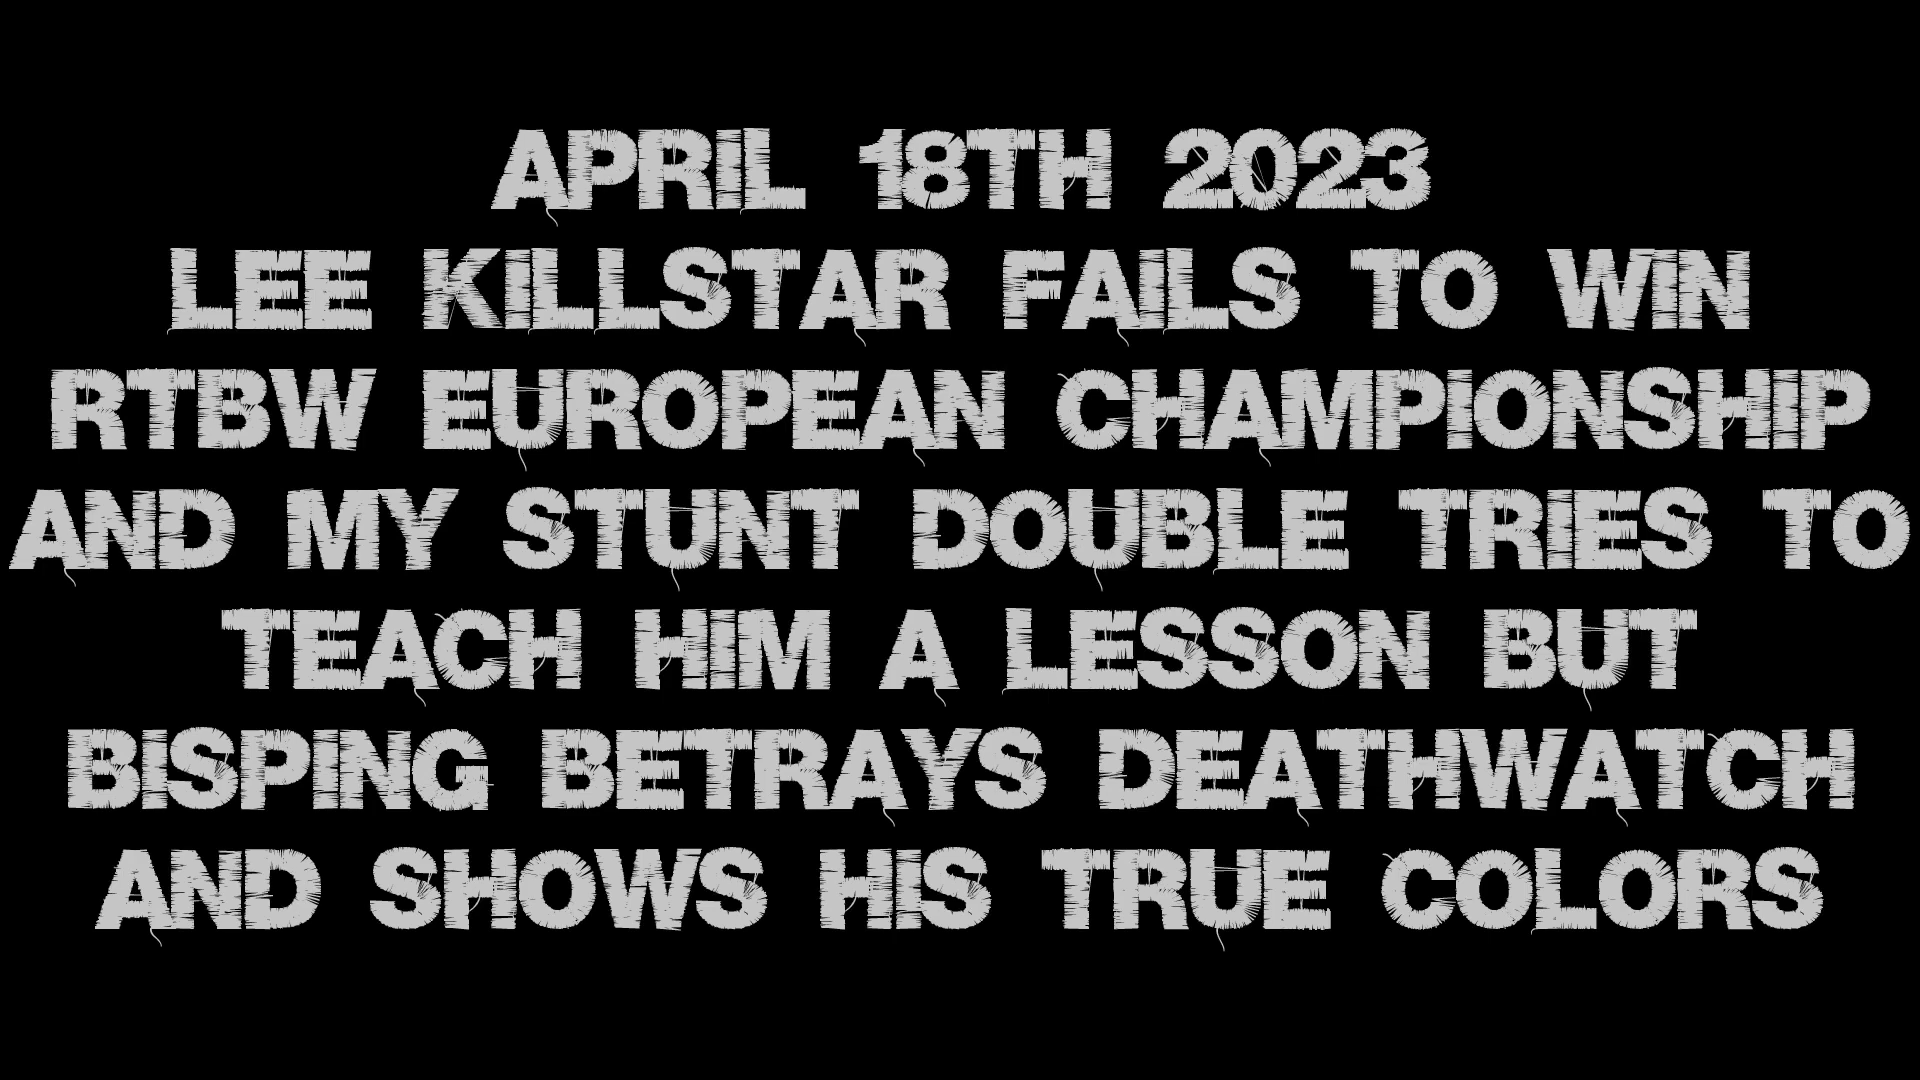 APRIL 18TH 2023
LEE KILLSTAR FAILS TO WIN
RTBW EUROPEAN CHAMPIONSHIP
AND MY STUNT DOUBLE TRIES TO
TEACH HIM A LESSON BUT
BISPING BETRAYS DEATHWATCH
AND SHOWS HIS TRUE COLORS